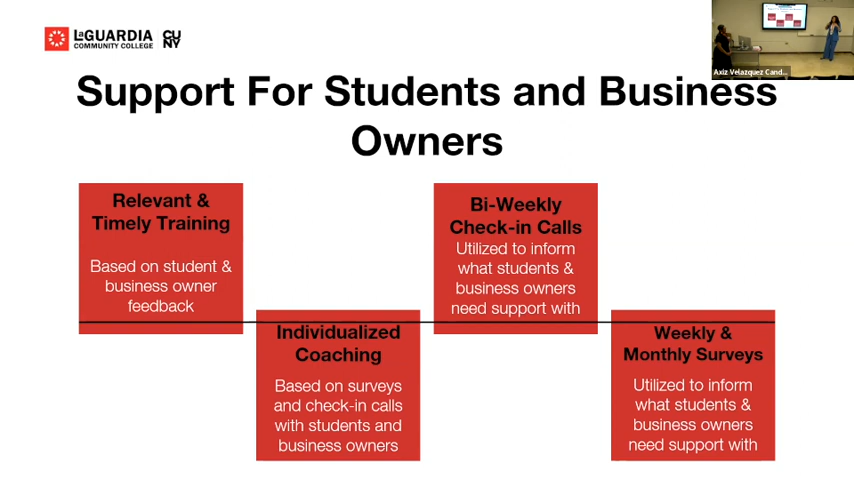 LaGUARDIA
COMMUNITY COLLEGE
CU
NY
Axiz Velazquez Cand...
Support For Students and Business
Owners
Relevant &
Timely Training
Based on student &
business owner
feedback
Individualized
Coaching
Based on surveys
and check-in calls
with students and
business owners
Bi-Weekly
Check-in Calls
Utilized to inform
what students &
business owners
need support with
Weekly &
Monthly Surveys
Utilized to inform
what students &
business owners
need support with